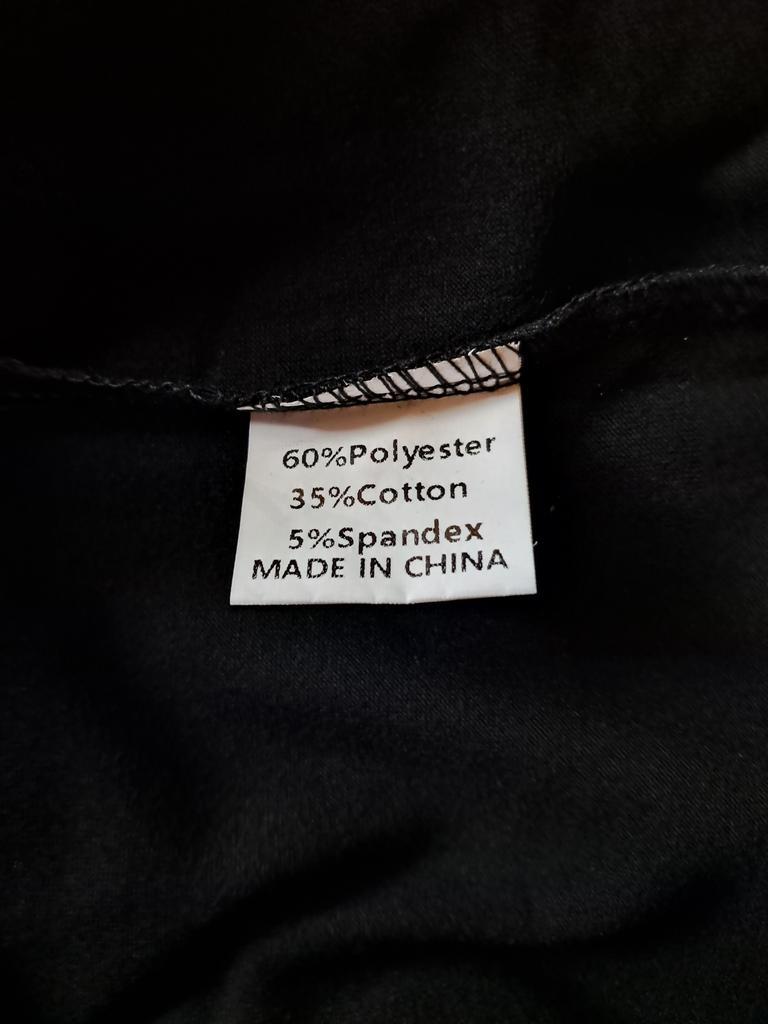 60%Polyester
35%Cotton
5%Spandex
MADE IN CHINA